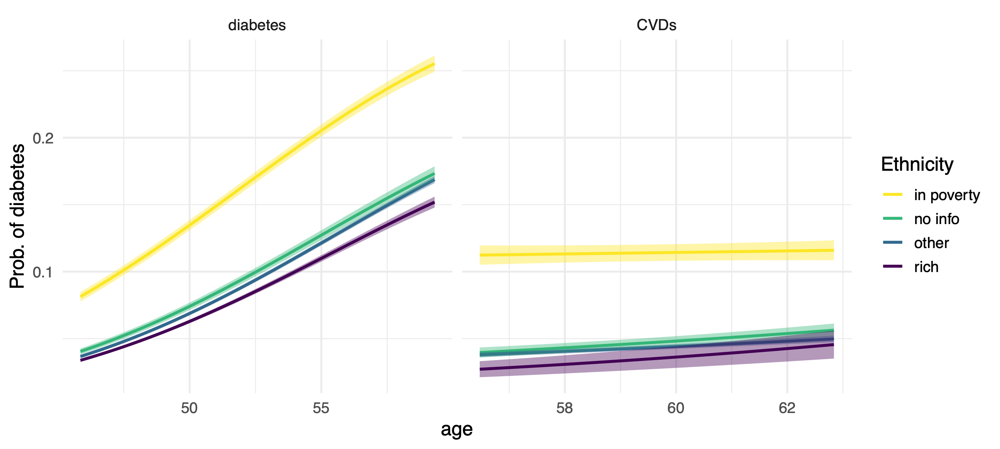 diabetes
CVDs
Prob. of diabetes
0.2
0.1
50
55
58
60
62
age
Ethnicity
in poverty
no info
other
rich